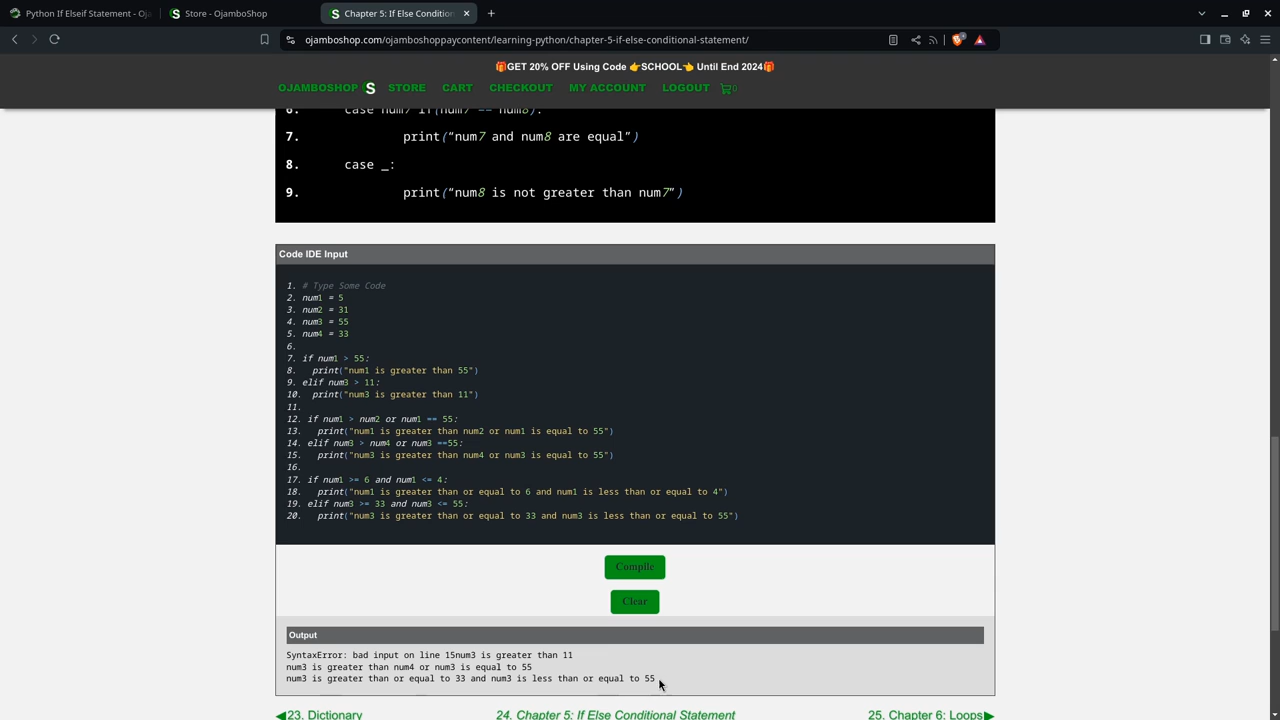 Python If Elseif Statement - Oja
Store - OjamboShop
Chapter 5: If Else Condition
ojamboshop.com/ojamboshoppaycontent/learning-python/chapter-5-if-else-conditional-statement/
🎁GET 20% OFF Using Code 👉SCHOOL👈 Until End 2024🎁
OJAMBOSHOP S STORE CART CHECKOUT MY ACCOUNT LOGOUT 0
6. case num7 if(num7 == num8):
7. print(“num7 and num8 are equal”)
8. case _:
9. print(“num8 is not greater than num7”)
Code IDE Input
1. # Type Some Code
2. num1 = 5
3. num2 = 31
4. num3 = 55
5. num4 = 33
6.
7. if num1 > 55:
8. print("num1 is greater than 55")
9. elif num3 > 11:
10. print("num3 is greater than 11")
11.
12. if num1 > num2 or num1 == 55:
13. print("num1 is greater than num2 or num1 is equal to 55")
14. elif num3 > num4 or num3 ==55:
15. print("num3 is greater than num4 or num3 is equal to 55")
16.
17. if num1 >= 6 and num1 <= 4:
18. print("num1 is greater than or equal to 6 and num1 is less than or equal to 4")
19. elif num3 >= 33 and num3 <= 55:
20. print("num3 is greater than or equal to 33 and num3 is less than or equal to 55")
Compile
Clear
Output
SyntaxError: bad input on line 15num3 is greater than 11
num3 is greater than num4 or num3 is equal to 55
num3 is greater than or equal to 33 and num3 is less than or equal to 55
◀23. Dictionary 24. Chapter 5: If Else Conditional Statement 25. Chapter 6: Loops▶